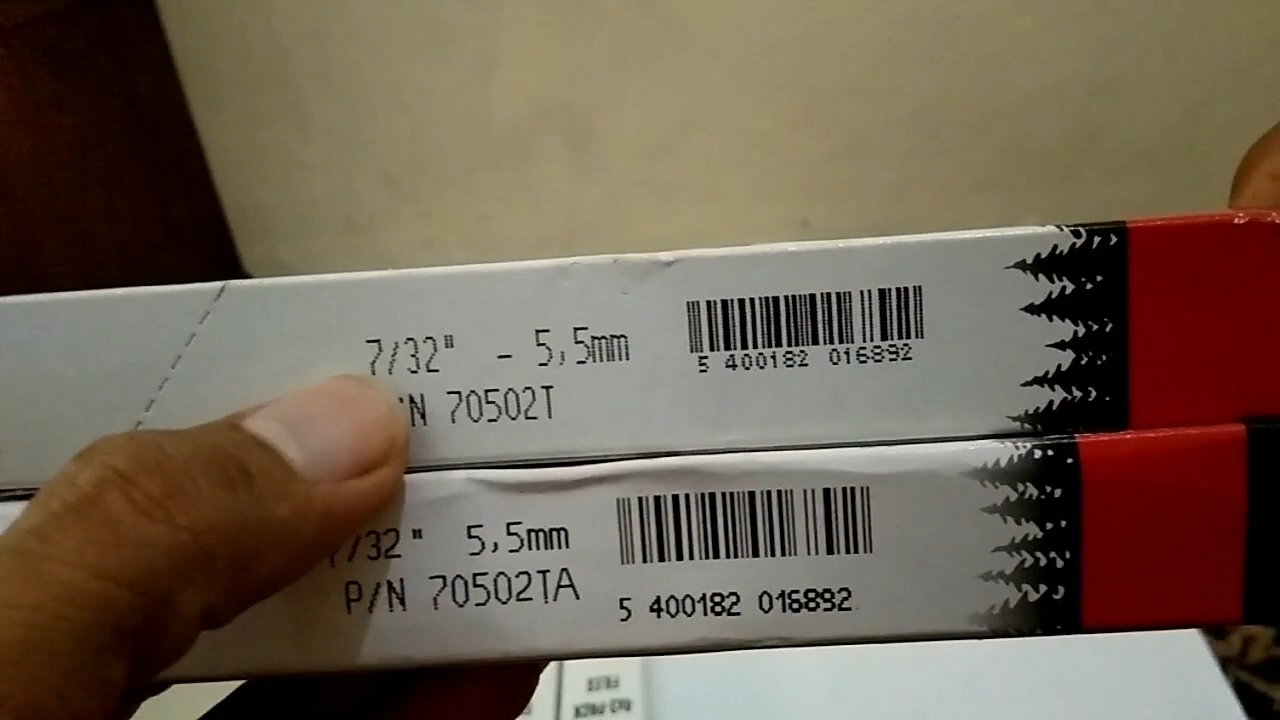 7/32" - 5,5mm
5 400182 016892
N 70502T
/32" 5,5mm
P/N 70502TA
5 400182 016892